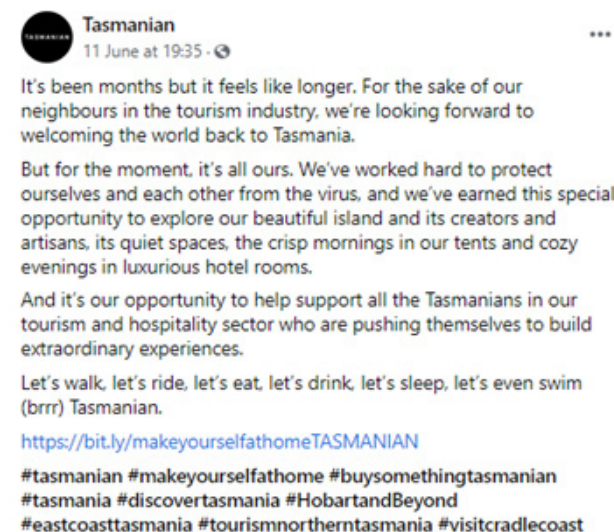 TASMANIAN
Tasmanian
11 June at 19:35 ·
It's been months but it feels like longer. For the sake of our
neighbours in the tourism industry, we're looking forward to
welcoming the world back to Tasmania.
But for the moment, it's all ours. We've worked hard to protect
ourselves and each other from the virus, and we've earned this special
opportunity to explore our beautiful island and its creators and
artisans, its quiet spaces, the crisp mornings in our tents and cozy
evenings in luxurious hotel rooms.
And it's our opportunity to help support all the Tasmanians in our
tourism and hospitality sector who are pushing themselves to build
extraordinary experiences.
Let's walk, let's ride, let's eat, let's drink, let's sleep, let's even swim
(brrr) Tasmanian.
https://bit.ly/makeyourselfathomeTASMANIAN
#tasmanian #makeyourselfathome #buysomethingtasmanian
#tasmania #discovertasmania #HobartandBeyond
#eastcoasttasmania #tourismnortherntasmania #visitcradlecoast